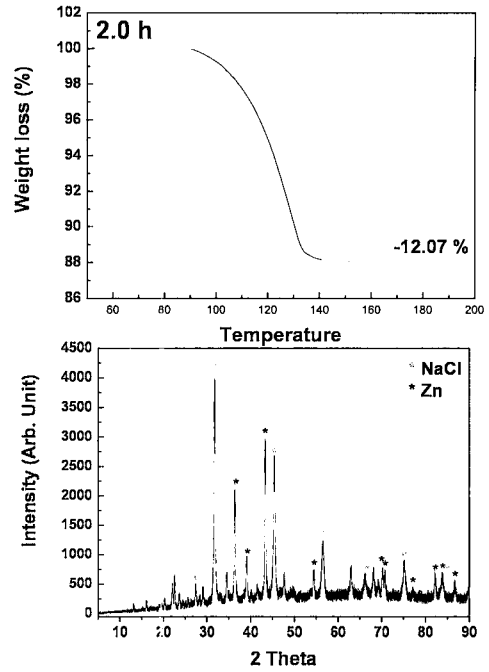 2.0 h
102
100
98
96
94
92
90
88
86
Weight loss (%)
-12.07 %
60 80 100 120 140 160 180 200
Temperature
4500
4000
3500
3000
2500
2000
1500
1000
500
0
Intensity (Arb. Unit)
NaCl
* Zn
10 20 30 40 50 60 70 80 90
2 Theta